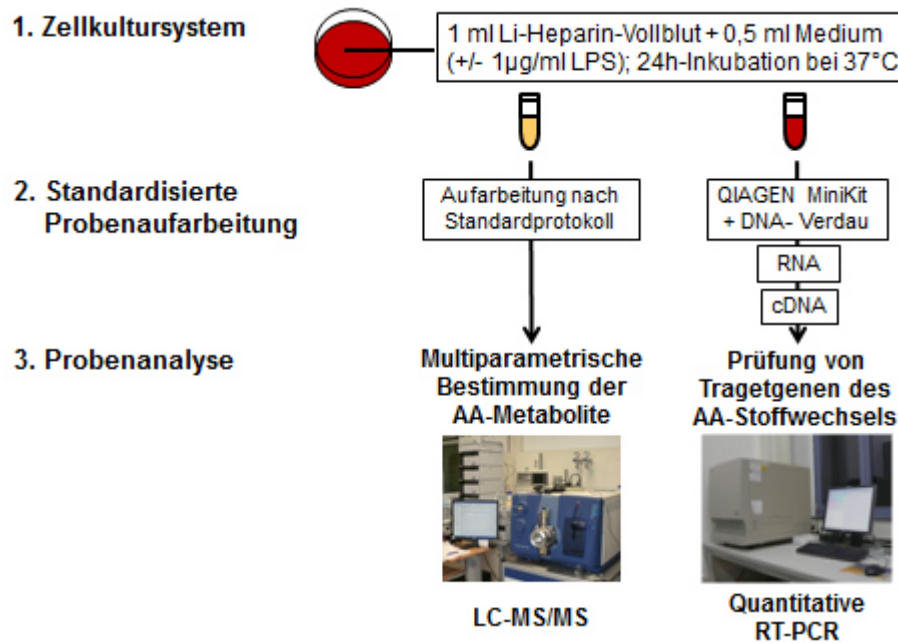 1. Zellkultursystem
1 ml Li-Heparin-Vollblut + 0,5 ml Medium
(+/- 1µg/ml LPS); 24h-Inkubation bei 37°C
2. Standardisierte
Probenaufarbeitung
Aufarbeitung nach
Standardprotokoll
QIAGEN MiniKit
+ DNA- Verdau
RNA
cDNA
3. Probenanalyse
Multiparametrische
Bestimmung der
AA-Metabolite
Prüfung von
Tragetgenen des
AA-Stoffwechsels
LC-MS/MS
Quantitative
RT-PCR